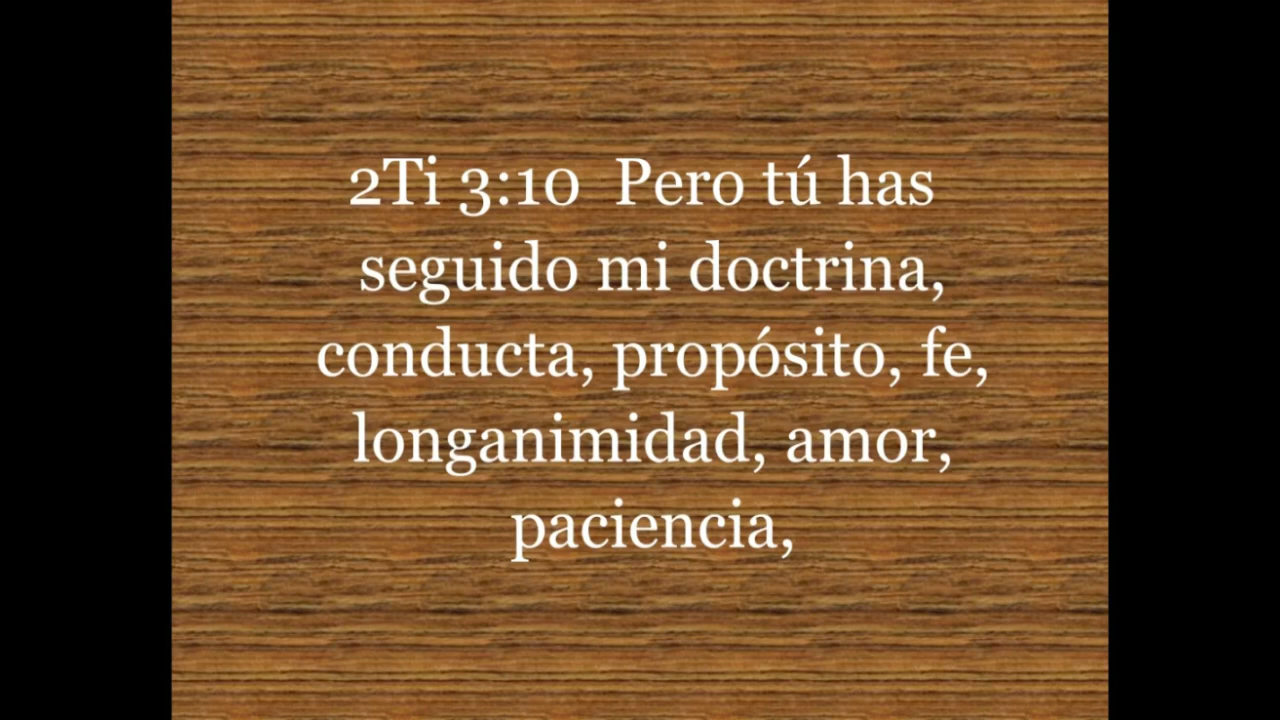 2Ti 3:10  Pero tú has
seguido mi doctrina,
conducta, propósito, fe,
longanimidad, amor,
paciencia,